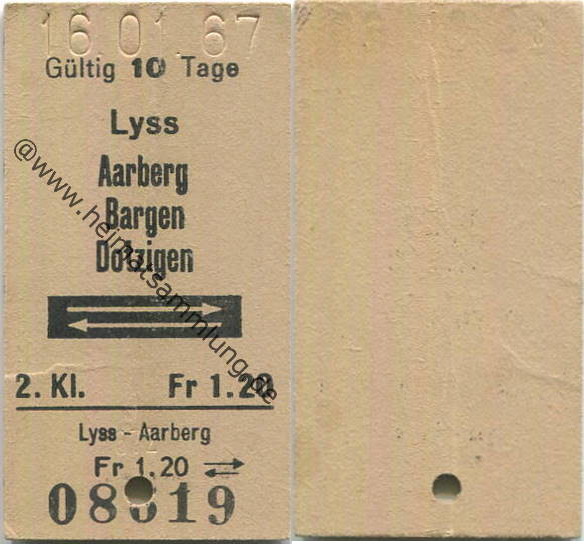 16.01.67
Gültig 10 Tage
Lyss
Aarberg
Bargen
Dotzigen
2. Kl. Fr 1.20
Lyss - Aarberg
Fr 1.20
08619
@www.heimatsammlung.de